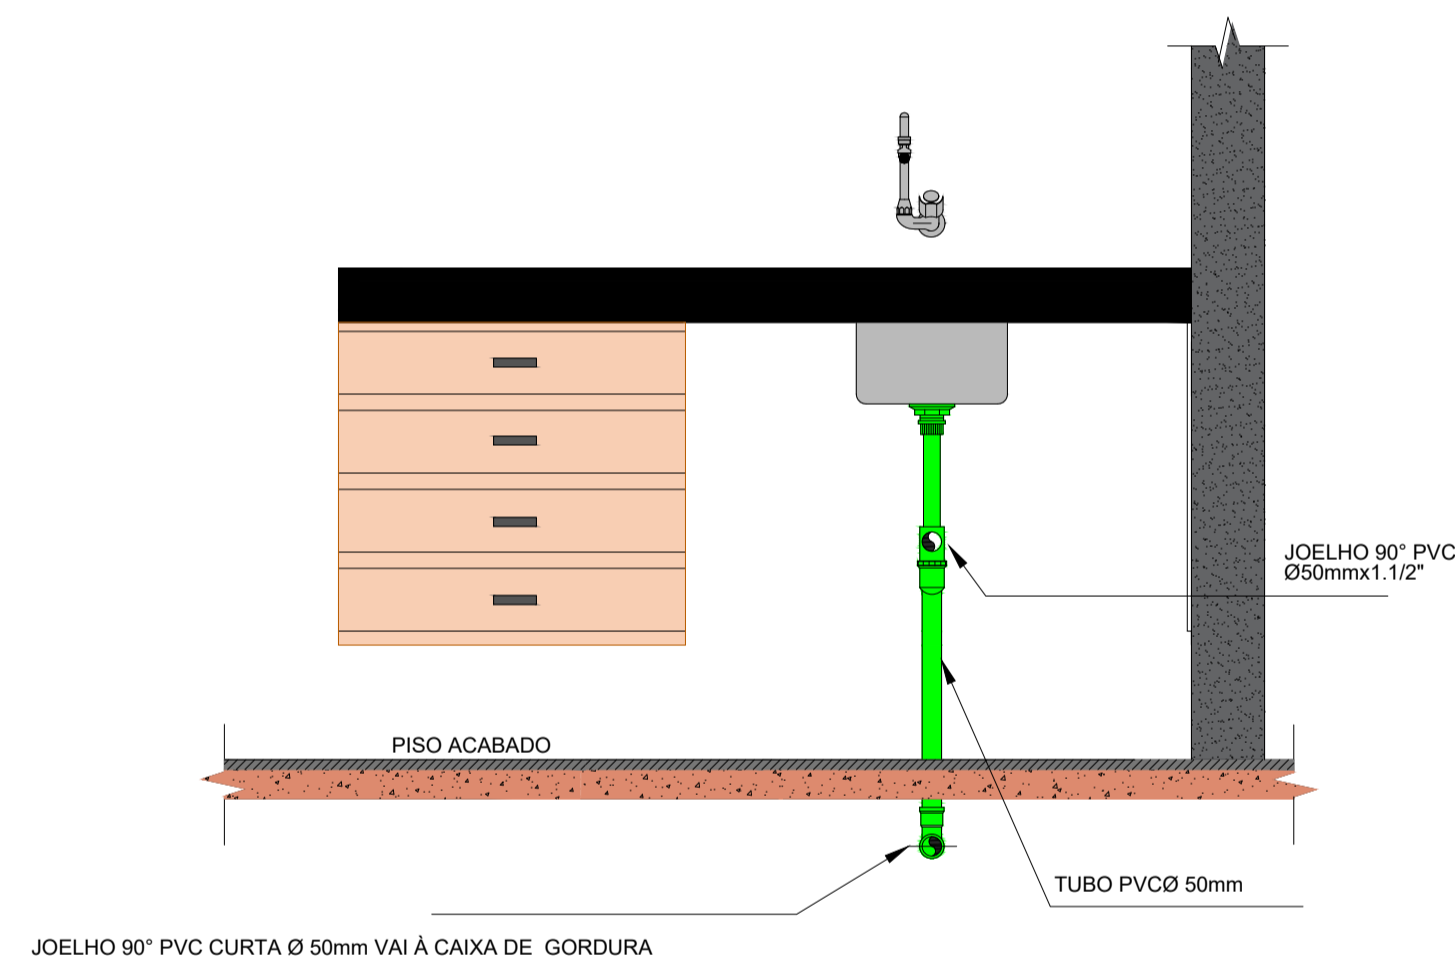 JOELHO 90° PVC
Ø50mmx1.1/2"
PISO ACABADO
TUBO PVCØ 50mm
JOELHO 90° PVC CURTA Ø 50mm VAI À CAIXA DE GORDURA